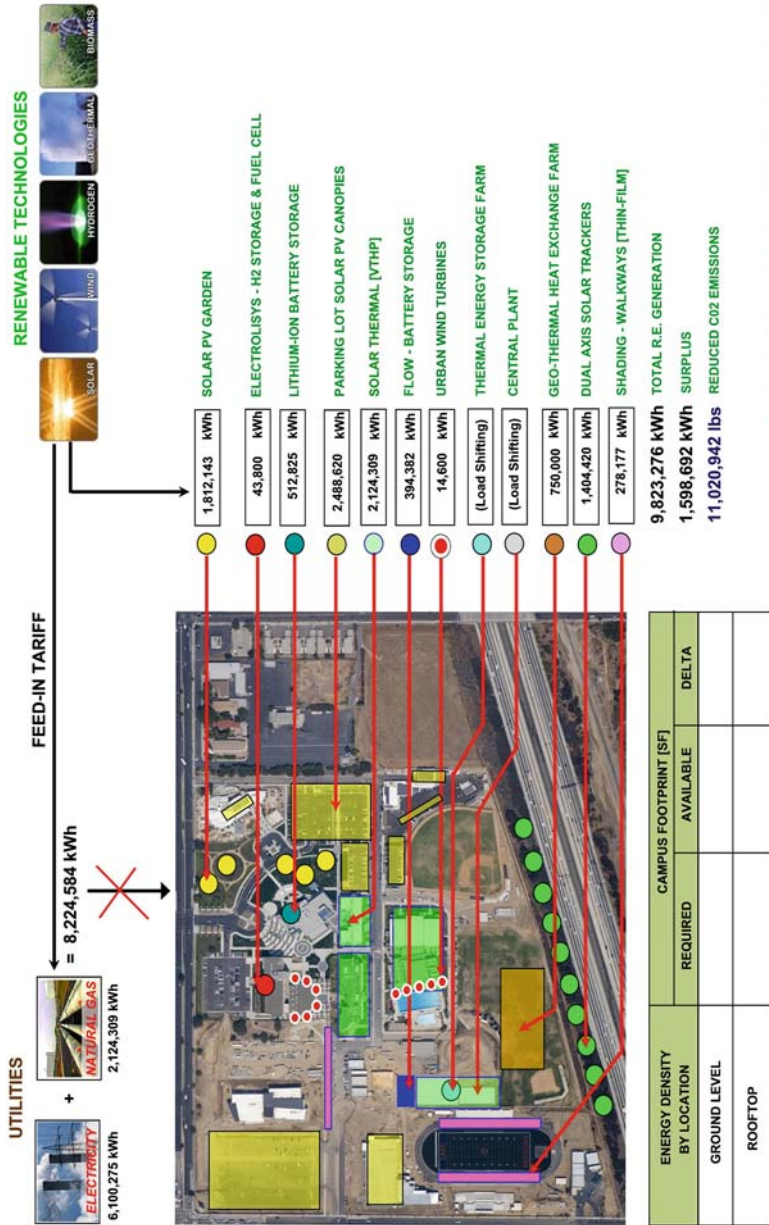 UTILITIES
ELECTRICITY
6,100,275 kWh
+
NATURAL GAS
2,124,309 kWh
= 8,224,584 kWh
FEED-IN TARIFF
RENEWABLE TECHNOLOGIES
SOLAR
WIND
HYDROGEN
GEOTHERMAL
BIOMASS
1,812,143 kWh SOLAR PV GARDEN
43,800 kWh ELECTROLISYS - H2 STORAGE & FUEL CELL
512,825 kWh LITHIUM-ION BATTERY STORAGE
2,488,620 kWh PARKING LOT SOLAR PV CANOPIES
2,124,309 kWh SOLAR THERMAL [VTHP]
394,382 kWh FLOW - BATTERY STORAGE
14,600 kWh URBAN WIND TURBINES
(Load Shifting) THERMAL ENERGY STORAGE FARM
(Load Shifting) CENTRAL PLANT
750,000 kWh GEO-THERMAL HEAT EXCHANGE FARM
1,404,420 kWh DUAL AXIS SOLAR TRACKERS
278,177 kWh SHADING - WALKWAYS [THIN-FILM]
9,823,276 kWh TOTAL R.E. GENERATION
1,598,692 kWh SURPLUS
11,020,942 lbs REDUCED C02 EMISSIONS
ENERGY DENSITY
BY LOCATION
CAMPUS FOOTPRINT [SF]
REQUIRED AVAILABLE DELTA
GROUND LEVEL
ROOFTOP